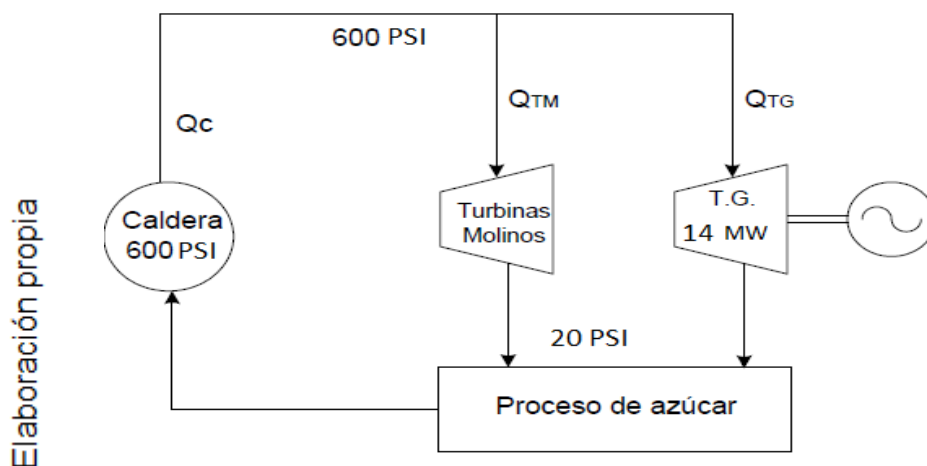 600 PSI
Qc
QTM
QTG
Caldera
600 PSI
Turbinas
Molinos
T.G.
14 MW
20 PSI
Proceso de azúcar
Elaboración propia